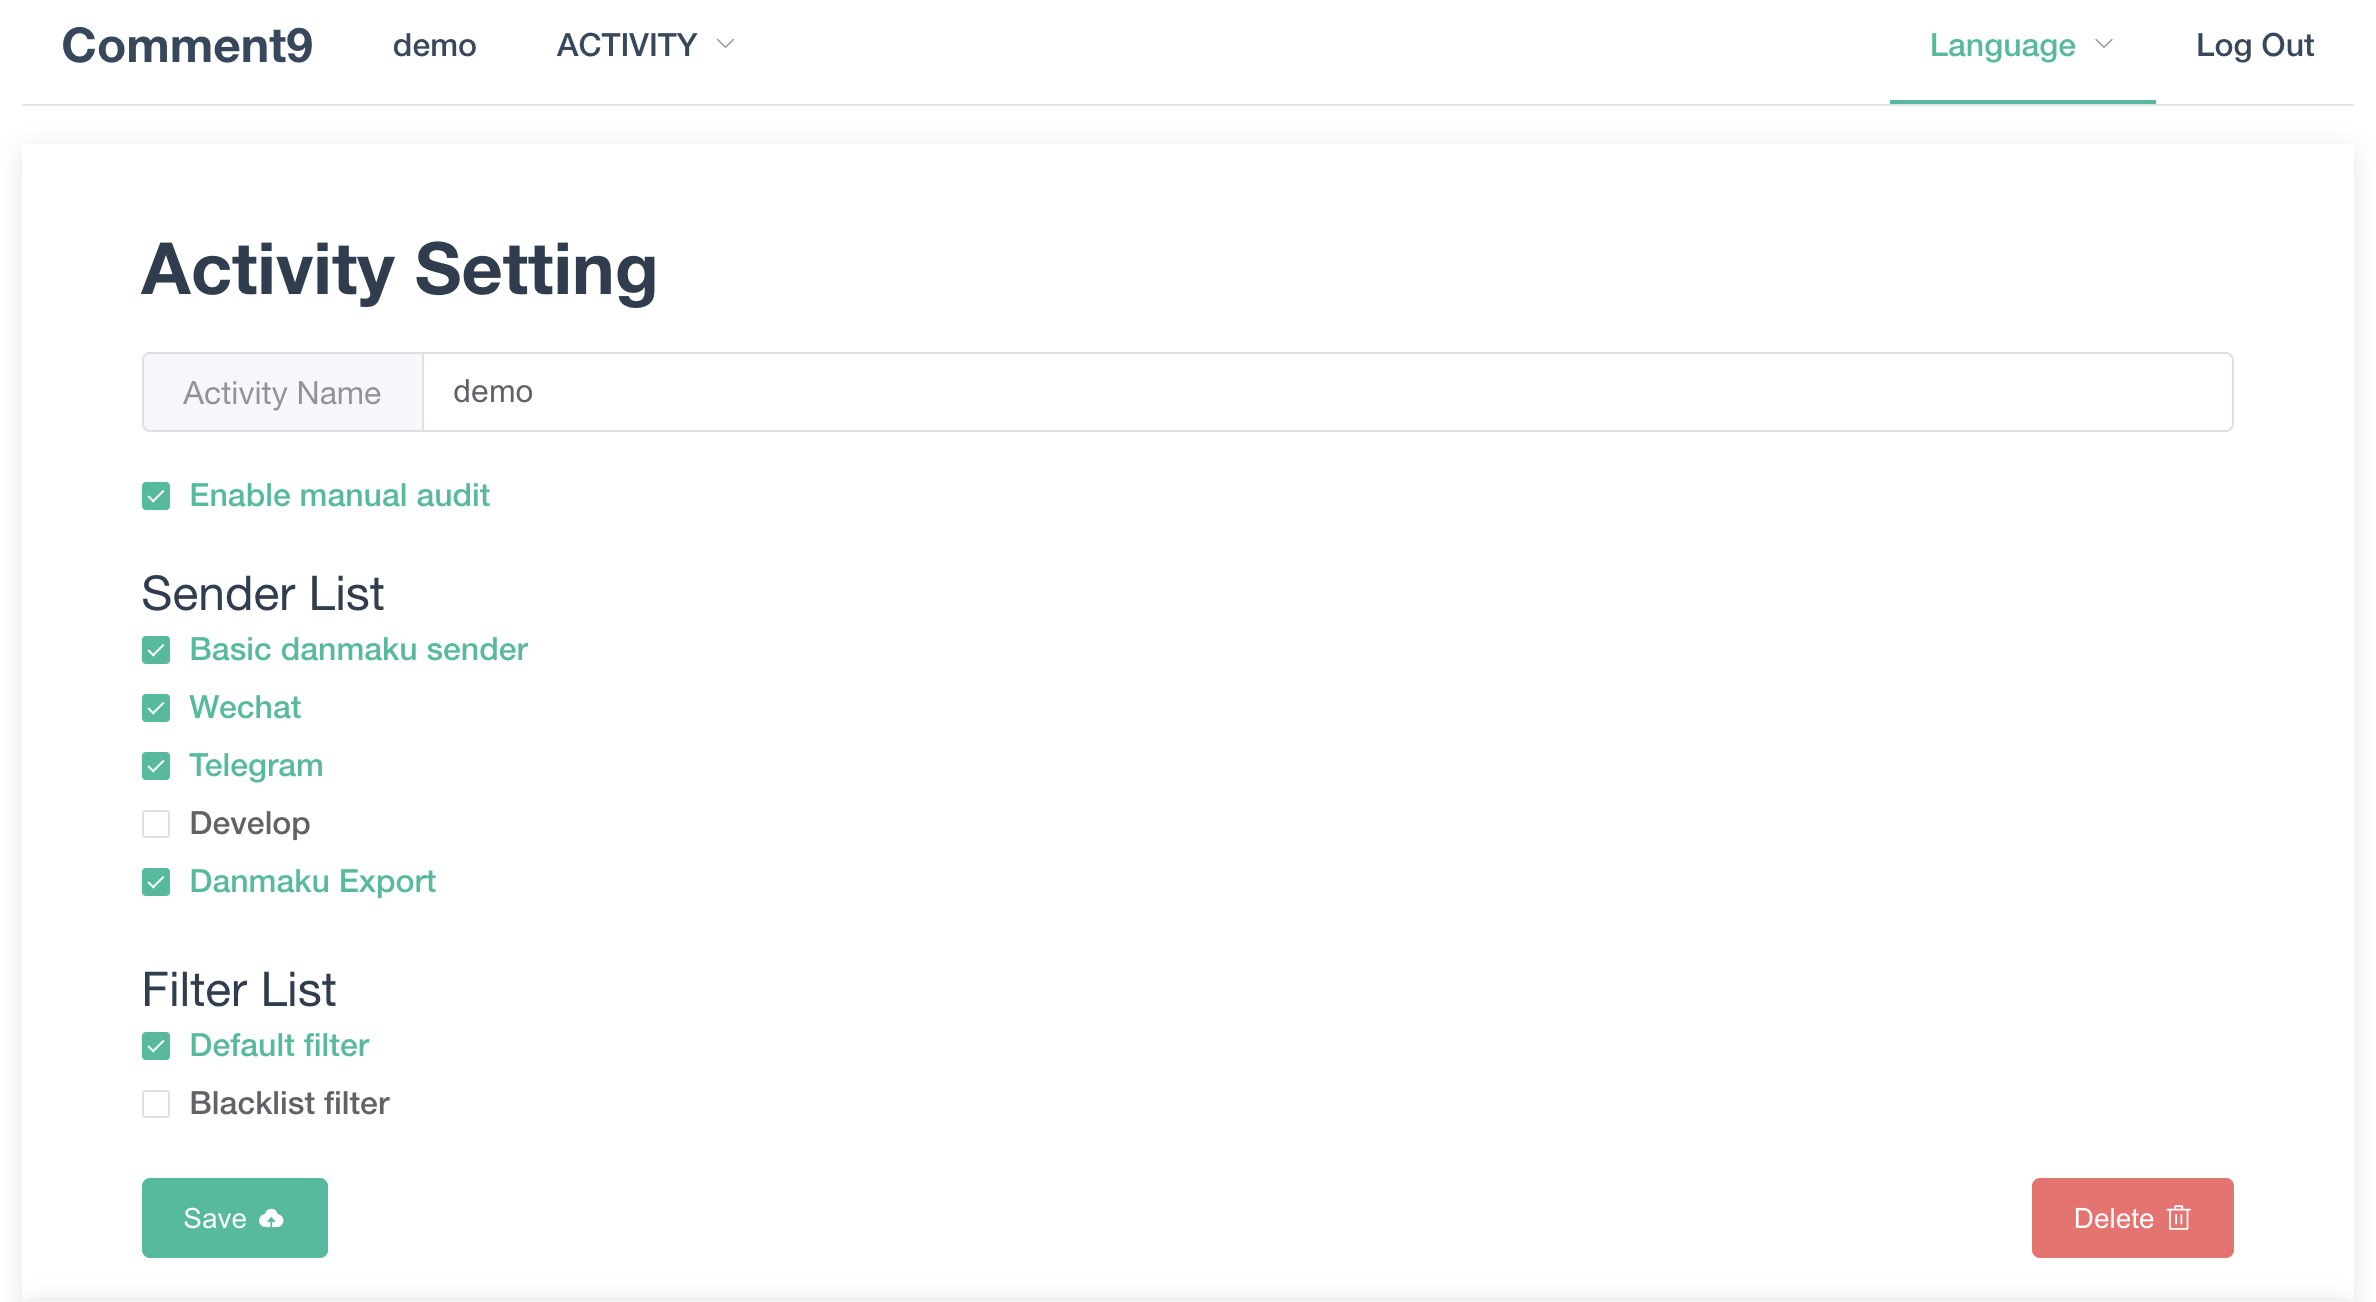 Comment9 demo ACTIVITY Language Log Out
Activity Setting
Activity Name demo
Enable manual audit
Sender List
Basic danmaku sender
Wechat
Telegram
Develop
Danmaku Export
Filter List
Default filter
Blacklist filter
Save Delete